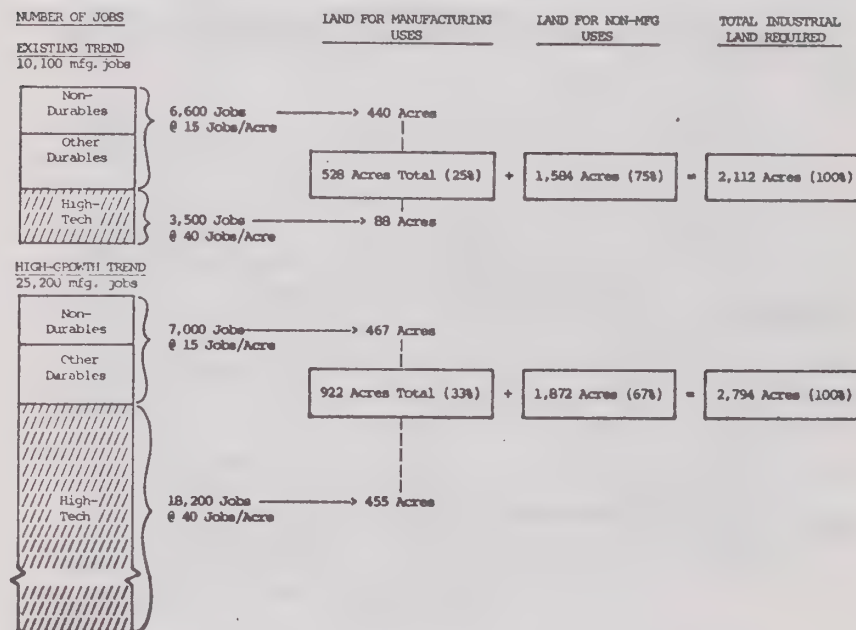 NUMBER OF JOBS
LAND FOR MANUFACTURING
USES
LAND FOR NON-MFG
USES
TOTAL INDUSTRIAL
LAND REQUIRED
EXISTING TREND
10,100 mfg. jobs
Non-
Durables
Other
Durables
//// High-////
//// Tech ////
6,600 Jobs
@ 15 Jobs/Acre
440 Acres
528 Acres Total (25%) + 1,584 Acres (75%) = 2,112 Acres (100%)
3,500 Jobs
@ 40 Jobs/Acre
88 Acres
HIGH-GROWTH TREND
25,200 mfg. jobs
Non-
Durables
Other
Durables
//// High-////
//// Tech ////
7,000 Jobs
@ 15 Jobs/Acre
467 Acres
922 Acres Total (33%) + 1,872 Acres (67%) = 2,794 Acres (100%)
18,200 Jobs
@ 40 Jobs/Acre
455 Acres